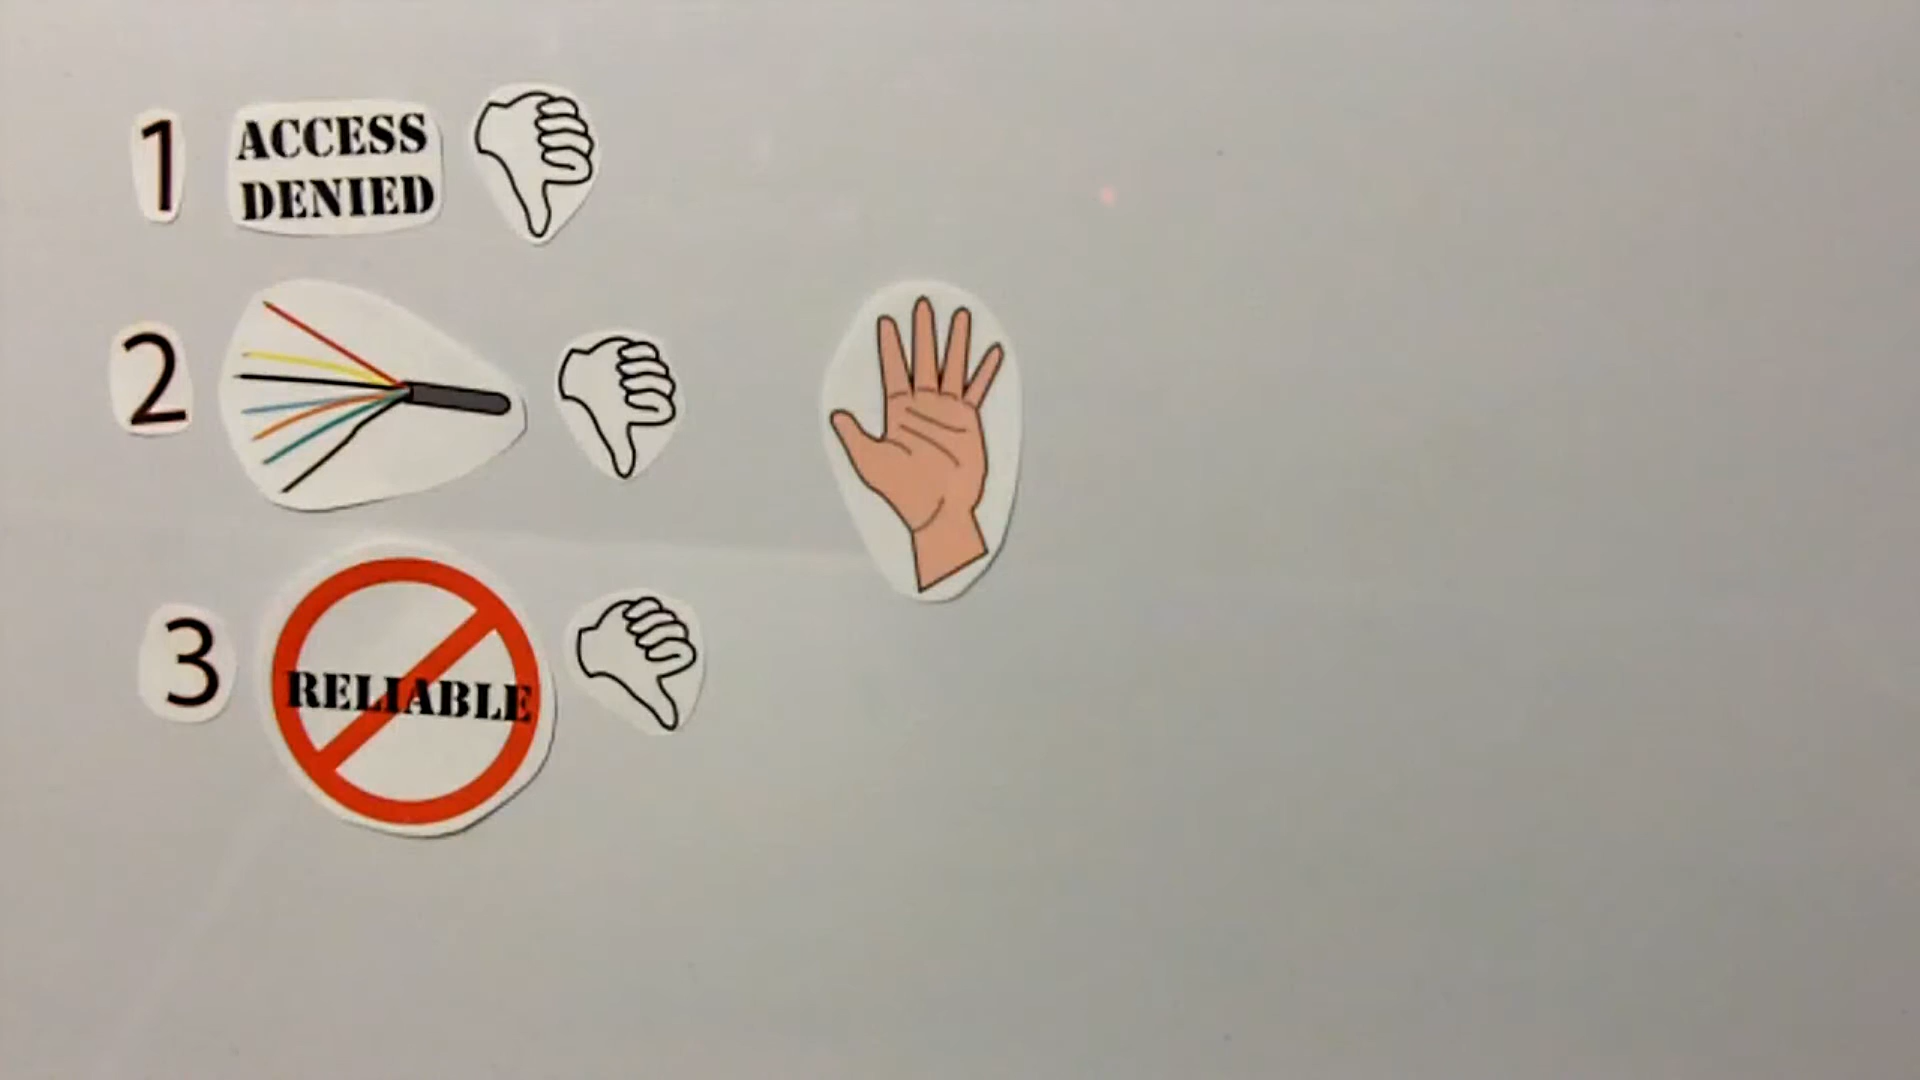 1
ACCESS
DENIED
2
3
RELIABLE